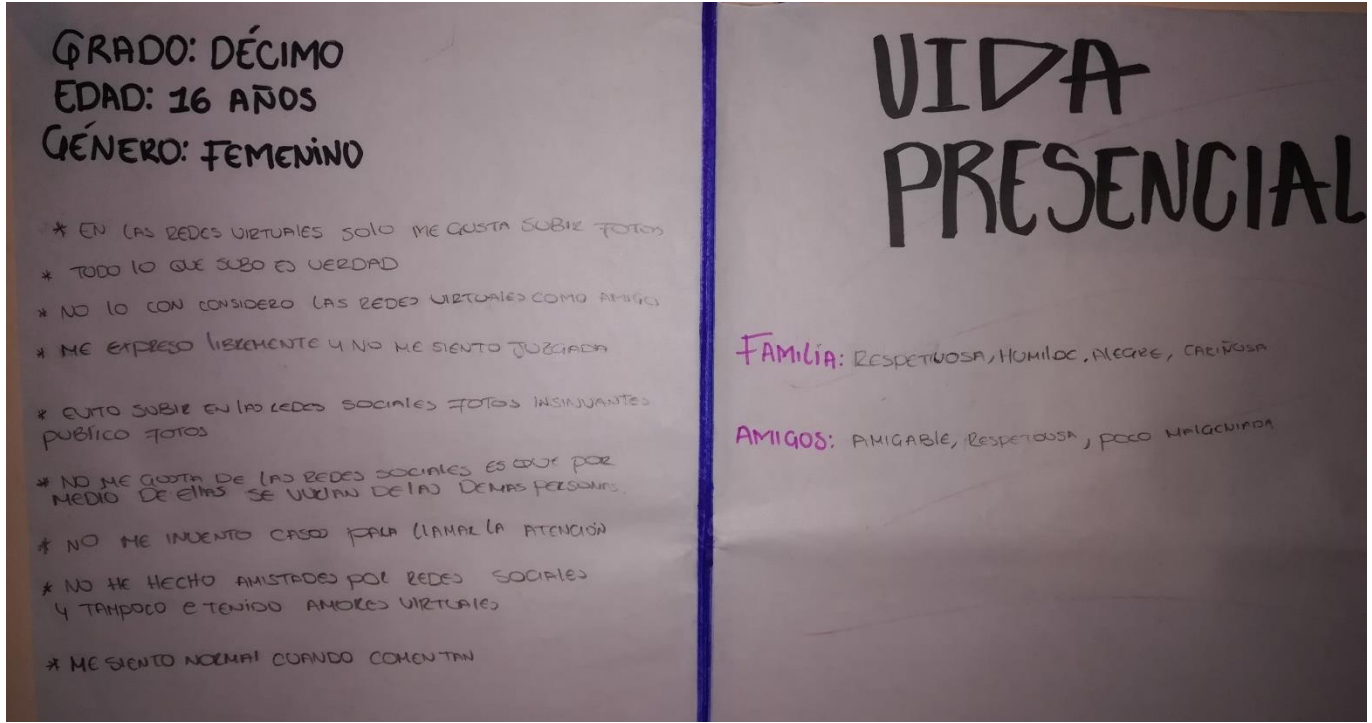 GRADO: DÉCIMO
EDAD: 16 AÑOS
GÉNERO: FEMENINO
* EN LAS REDES VIRTUALES SOLO ME GUSTA SUBIR FOTOS
* TODO LO QUE SUBO ES VERDAD
* NO LO CON CONSIDERO LAS REDES VIRTUALES COMO AMIGOS
* ME EXPRESO LIBREMENTE Y NO ME SIENTO JUZGADA
* EVITO SUBIR EN LAS REDES SOCIALES FOTOS INSINUANTES
PUBLICO FOTOS
* NO ME GUSTA DE LAS REDES SOCIALES ES QUE POR
MEDIO DE ELLAS SE DE LAS DEMAS PERSONAS.
* NO ME INVENTO CASOS PARA LLAMAR LA ATENCIÓN
* NO HE HECHO AMISTADES POR REDES SOCIALES
Y TAMPOCO E TENIDO AMORES VIRTUALES
* ME SIENTO NORMAL CUANDO COMENTAN
VIDA
PRESENCIAL
FAMILIA: RESPETUOSA, HUMILDE, ALEGRE, CARIÑOSA
AMIGOS: AMIGABLE, RESPETOUSA, POCO MALGENIADA